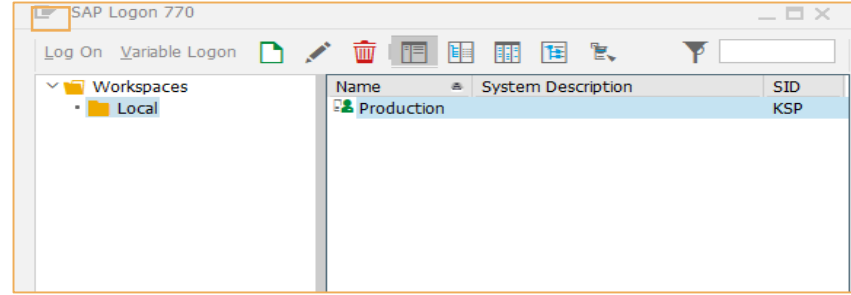 SAP Logon 770
Log On Variable Logon
Workspaces
Local
Name System Description SID
Production KSP